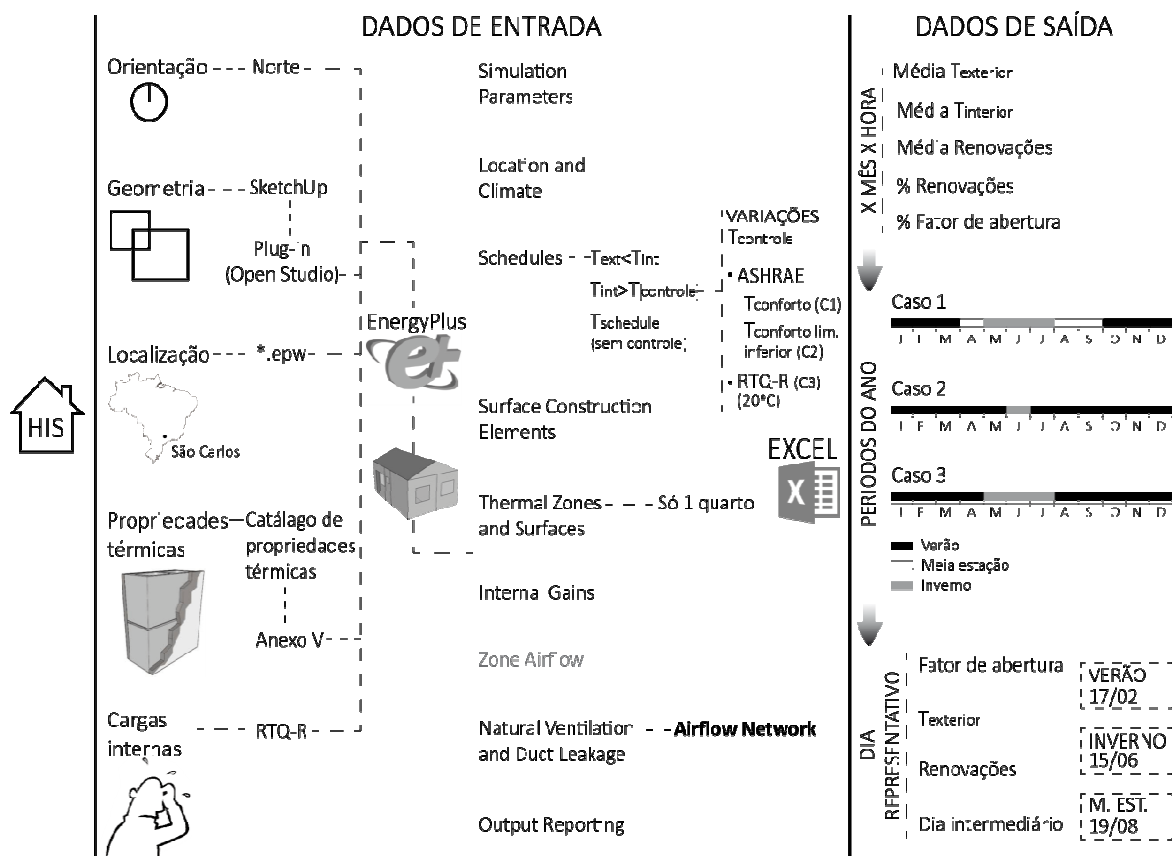 DADOS DE ENTRADA
DADOS DE SAÍDA
HIS
Orientação
Norte
Geometria
SketchUp
Plug-in
(Open Studio)
Localização
*.epw
São Carlos
Propriedades
térmicas
Catálago de
propriedades
térmicas
Anexo V
Cargas
internas
RTQ-R
EnergyPlus
e+
Simulation
Parameters
Location and
Climate
Schedules
Text<Tint
Tint>Tcontrole
Tschedule
(sem controle)
VARIAÇÕES
Tcontrole
• ASHRAE
Tconforto (C1)
Tconforto lim.
inferior (C2)
• RTQ-R (C3)
(20°C)
Surface Construction
Elements
EXCEL
X
Thermal Zones
and Surfaces
Só 1 quarto
Internal Gains
Zone Airflow
Natural Ventilation
and Duct Leakage
Airflow Network
Output Reporting
X MÊS X HORA
Média Texterior
Média Tinterior
Média Renovações
% Renovações
% Fator de abertura
PERIODOS DO ANO
Caso 1
J F M A M J J A S O N D
Caso 2
J F M A M J J A S O N D
Caso 3
J F M A M J J A S O N D
Verão
Meia estação
Inverno
DIA
REPRESENTATIVO
Fator de abertura
Texterior
Renovações
Dia intermediário
VERÃO
17/02
INVERNO
15/06
M. EST.
19/08